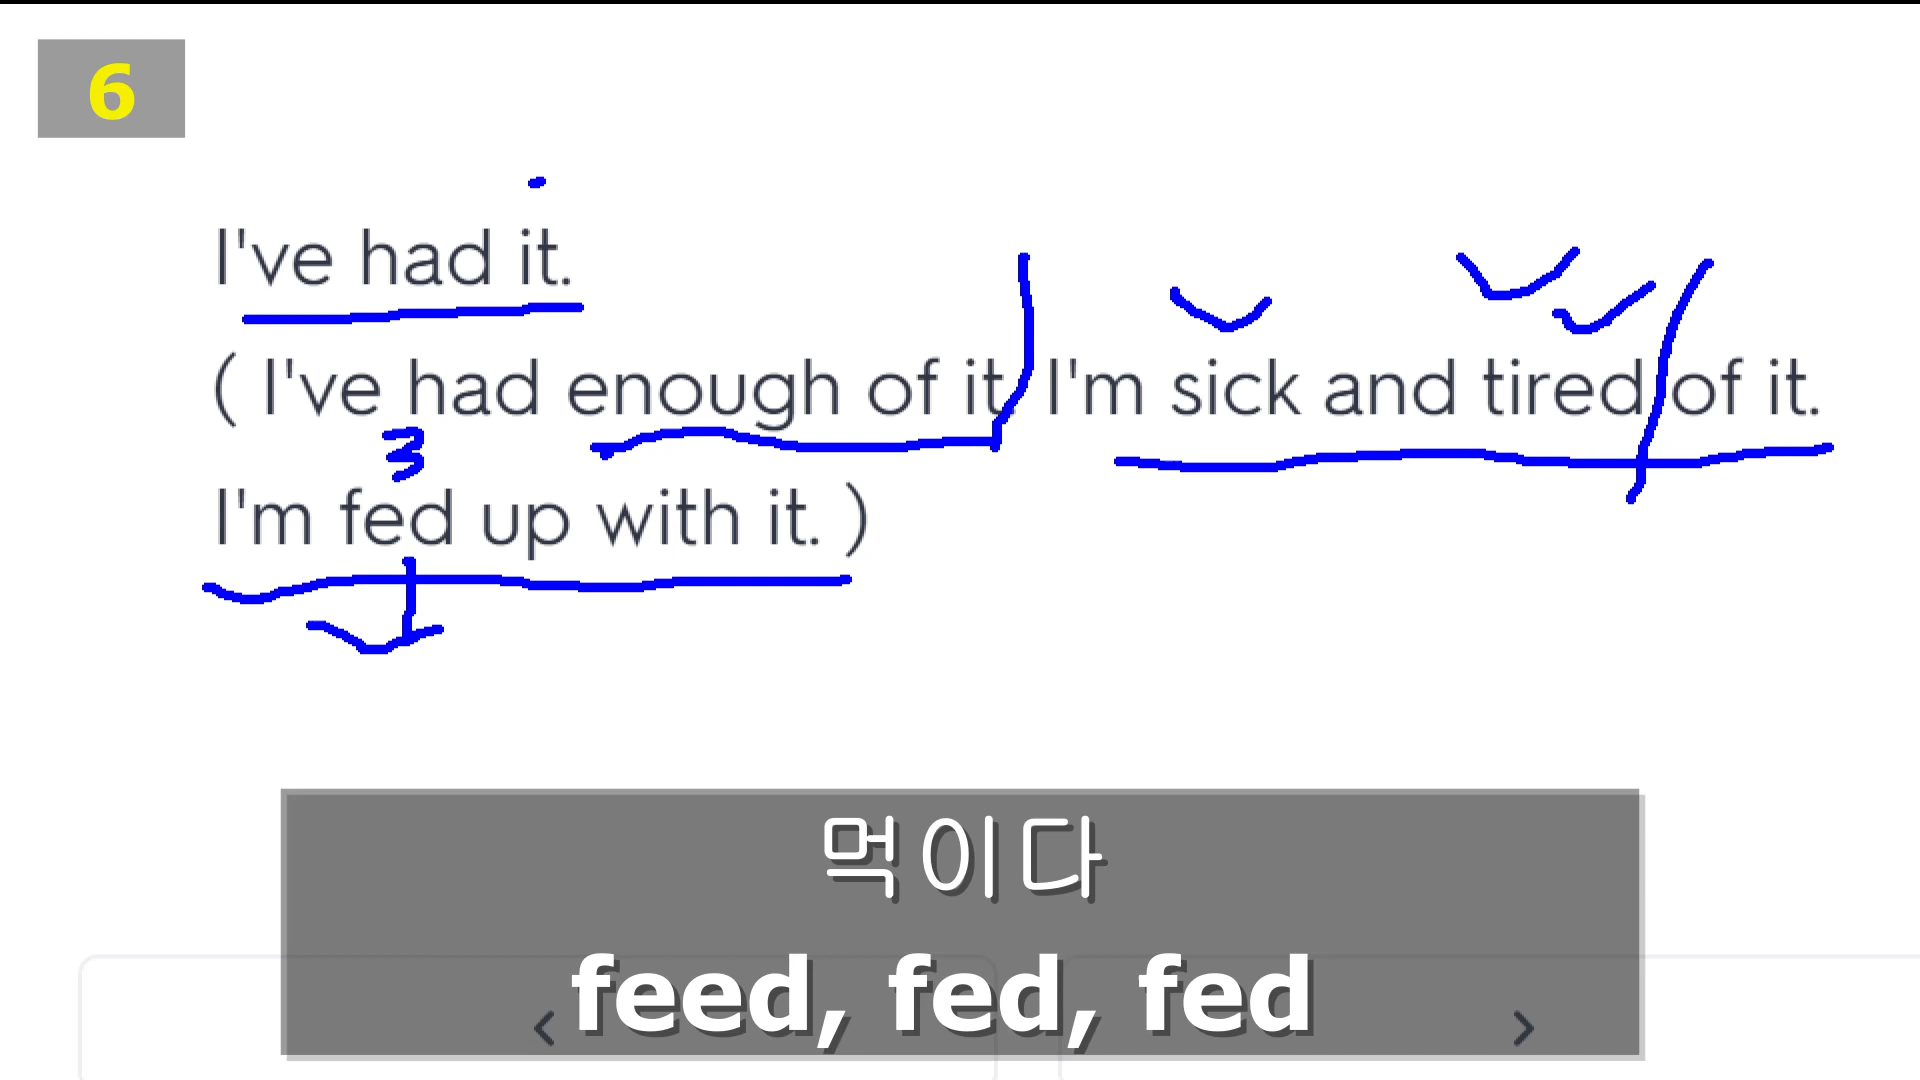 6
I've had it.
( I've had enough of it I'm sick and tired of it.
3
I'm fed up with it. )
먹이다
feed, fed, fed